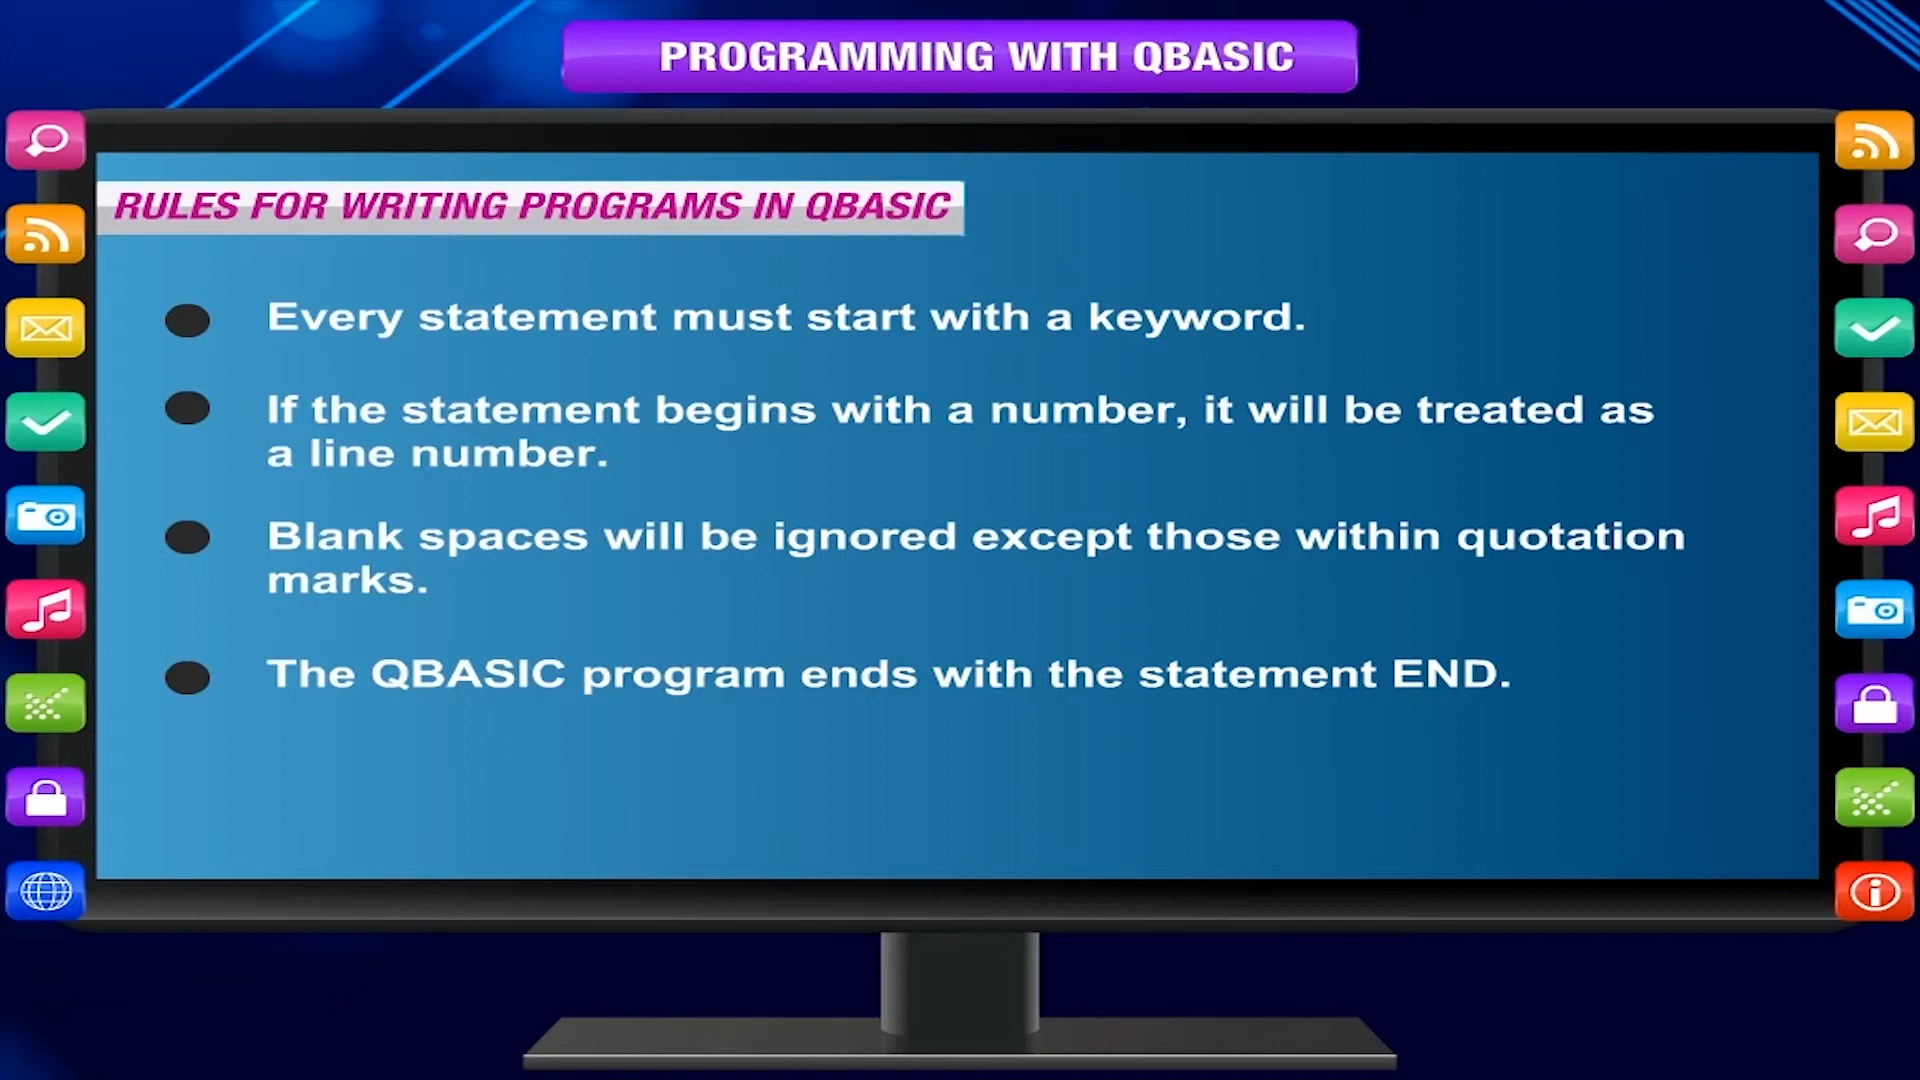 PROGRAMMING WITH QBASIC
RULES FOR WRITING PROGRAMS IN QBASIC
Every statement must start with a keyword.
If the statement begins with a number, it will be treated as
a line number.
Blank spaces will be ignored except those within quotation
marks.
The QBASIC program ends with the statement END.